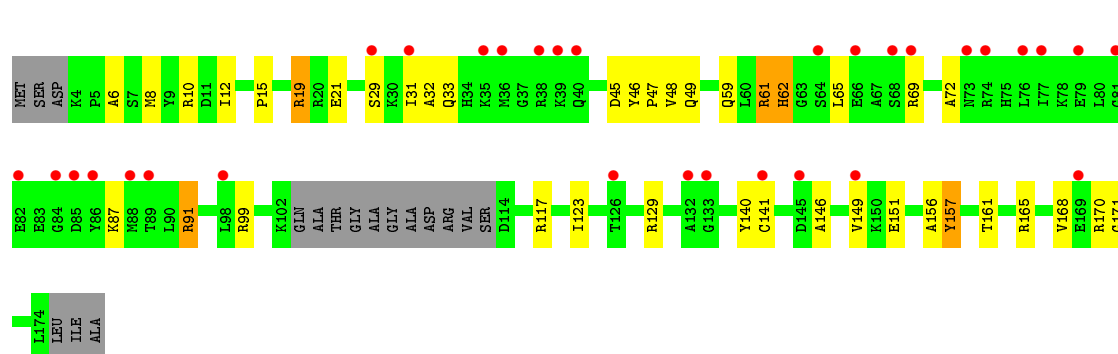 MET SER ASP K4 P5 A6 S7 M8 Y9 R10 D11 I12 P15 R19 R20 E21 S29 K30 I31 A32 Q33 H34 K35 M36 G37 R38 K39 Q40 D45 Y46 P47 V48 Q49 Q59 L60 R61 H62 G63 S64 L65 E66 A67 S68 R69 A72 N73 R74 H75 L76 I77 K78 E79 L80 G81
E82 E83 G84 D85 Y86 K87 M88 T89 L90 R91 L98 R99 K102 GLN ALA THR GLY ALA GLY ALA ASP ARG VAL SER D114 R117 I123 T126 R129 A132 G133 Y140 C141 D145 A146 V149 K150 E151 A156 Y157 T161 R165 V168 E169 R170 G171
L174 LEU ILE ALA